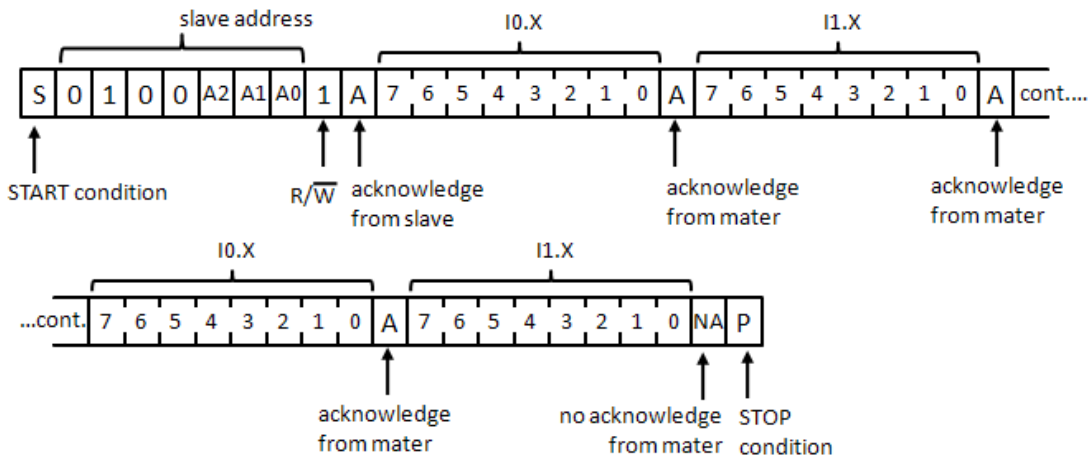 slave address I0.X I1.X
S 0 1 0 0 A2 A1 A0 1 A 7 6 5 4 3 2 1 0 A 7 6 5 4 3 2 1 0 A cont....
START condition
R/W̅
acknowledge
from slave
acknowledge
from mater
acknowledge
from mater
I0.X I1.X
...cont. 7 6 5 4 3 2 1 0 A 7 6 5 4 3 2 1 0 NA P
acknowledge
from mater
no acknowledge
from mater
STOP
condition